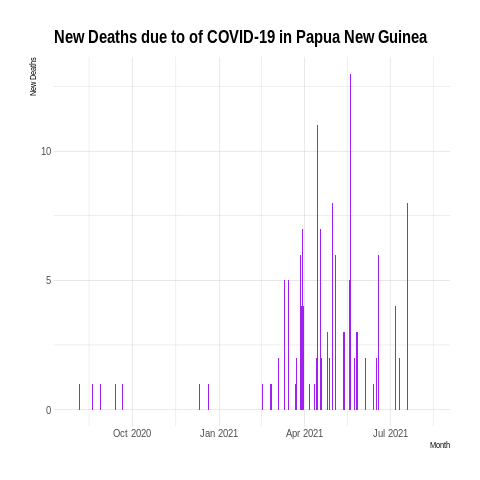 New Deaths due to of COVID-19 in Papua New Guinea
New Deaths
10
5
0
Oct 2020
Jan 2021
Apr 2021
Jul 2021
Month